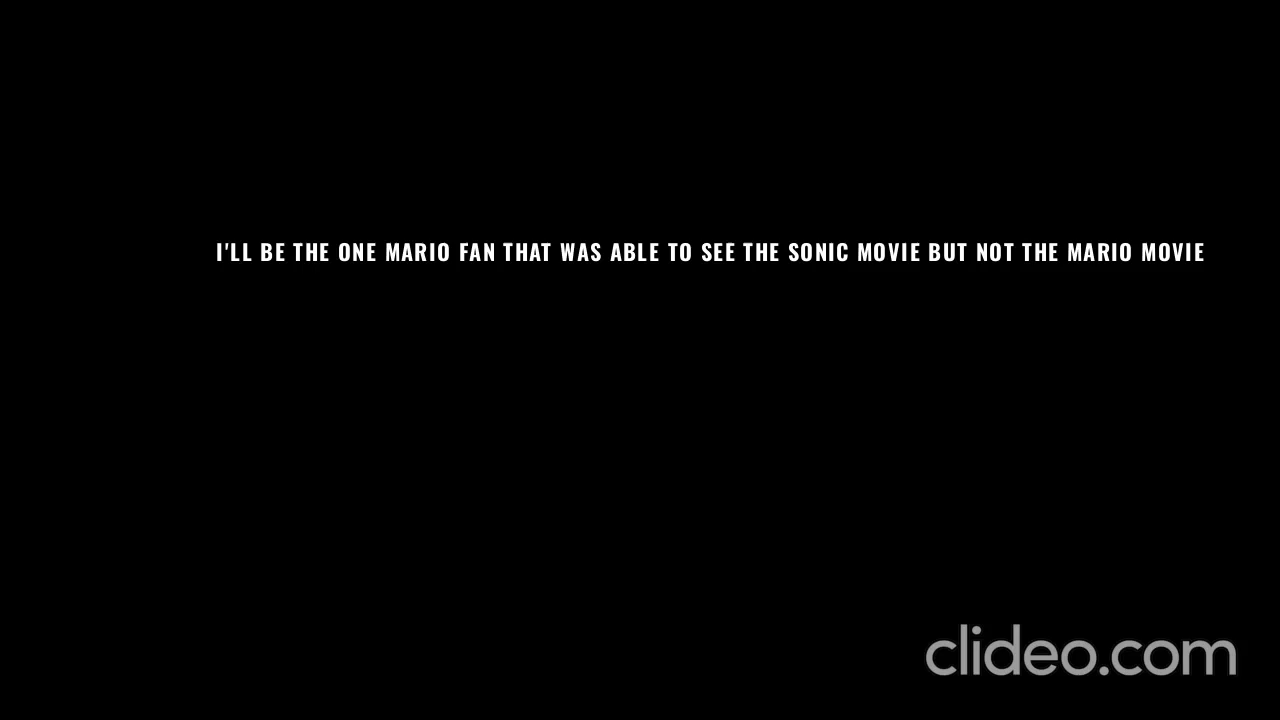 I'LL BE THE ONE MARIO FAN THAT WAS ABLE TO SEE THE SONIC MOVIE BUT NOT THE MARIO MOVIE
clideo.com